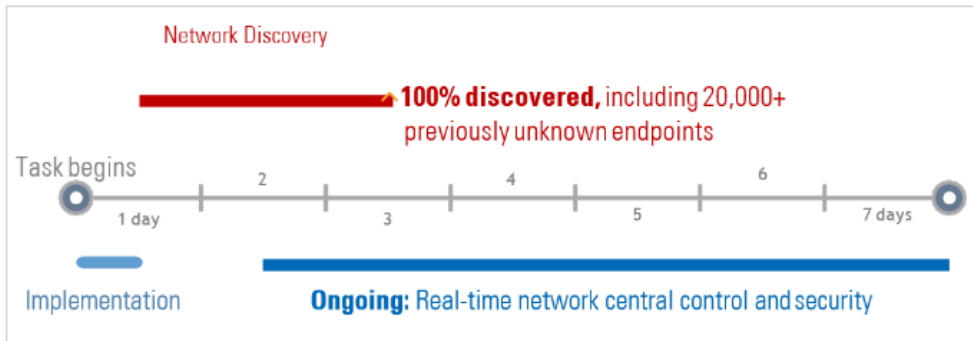 Network Discovery
100% discovered, including 20,000+
previously unknown endpoints
Task begins
2
4
6
1 day
3
5
7 days
Implementation
Ongoing: Real-time network central control and security